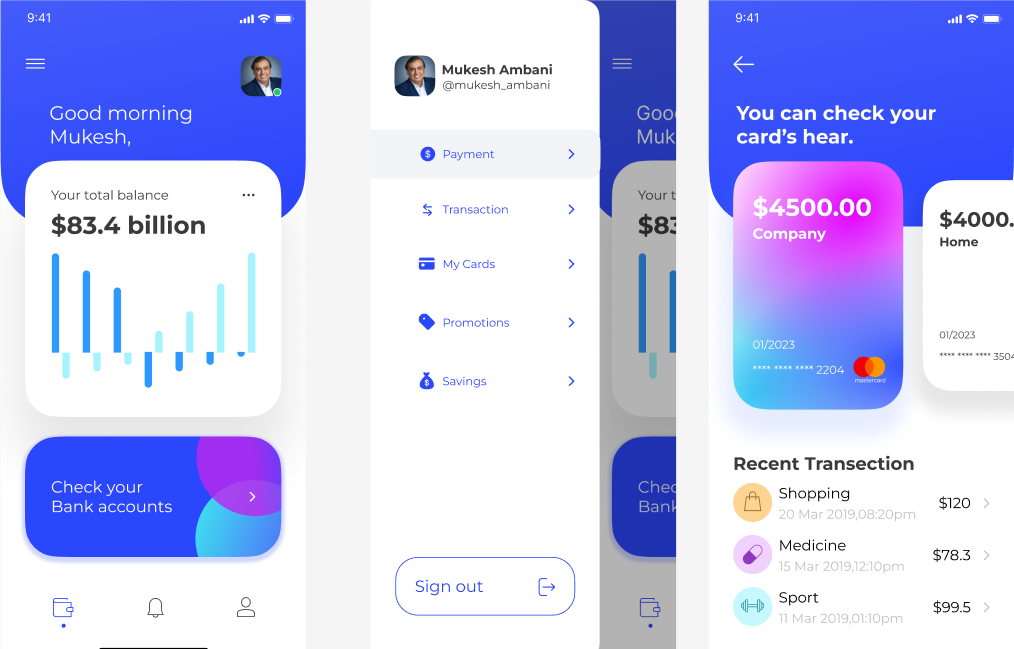 9:41
Good morning
Mukesh,
Your total balance
$83.4 billion
Check your
Bank accounts
Mukesh Ambani
@mukesh_ambani
Payment
Transaction
My Cards
Promotions
Savings
Sign out
Goo
Muk
Your t
$83
Chec
Bank
9:41
You can check your
card's hear.
$4500.00
Company
01/2023
**** **** **** 2204
mastercard
$4000.
Home
01/2023
**** **** **** 3504
Recent Transection
Shopping
20 Mar 2019,08:20pm
$120
Medicine
15 Mar 2019,12:10pm
$78.3
Sport
11 Mar 2019,01:10pm
$99.5